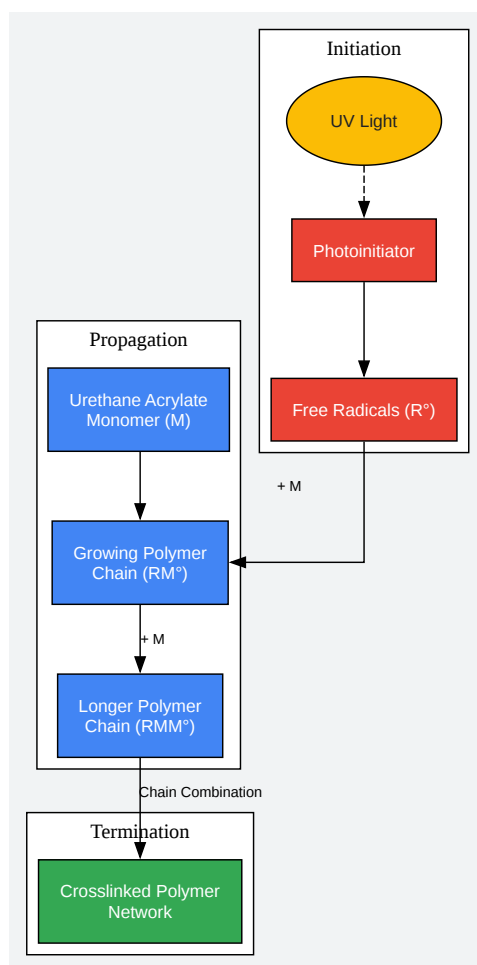 Initiation
UV Light
Photoinitiator
Free Radicals (R°)
+ M
Propagation
Urethane Acrylate
Monomer (M)
Growing Polymer
Chain (RM°)
+ M
Longer Polymer
Chain (RMM°)
Chain Combination
Termination
Crosslinked Polymer
Network